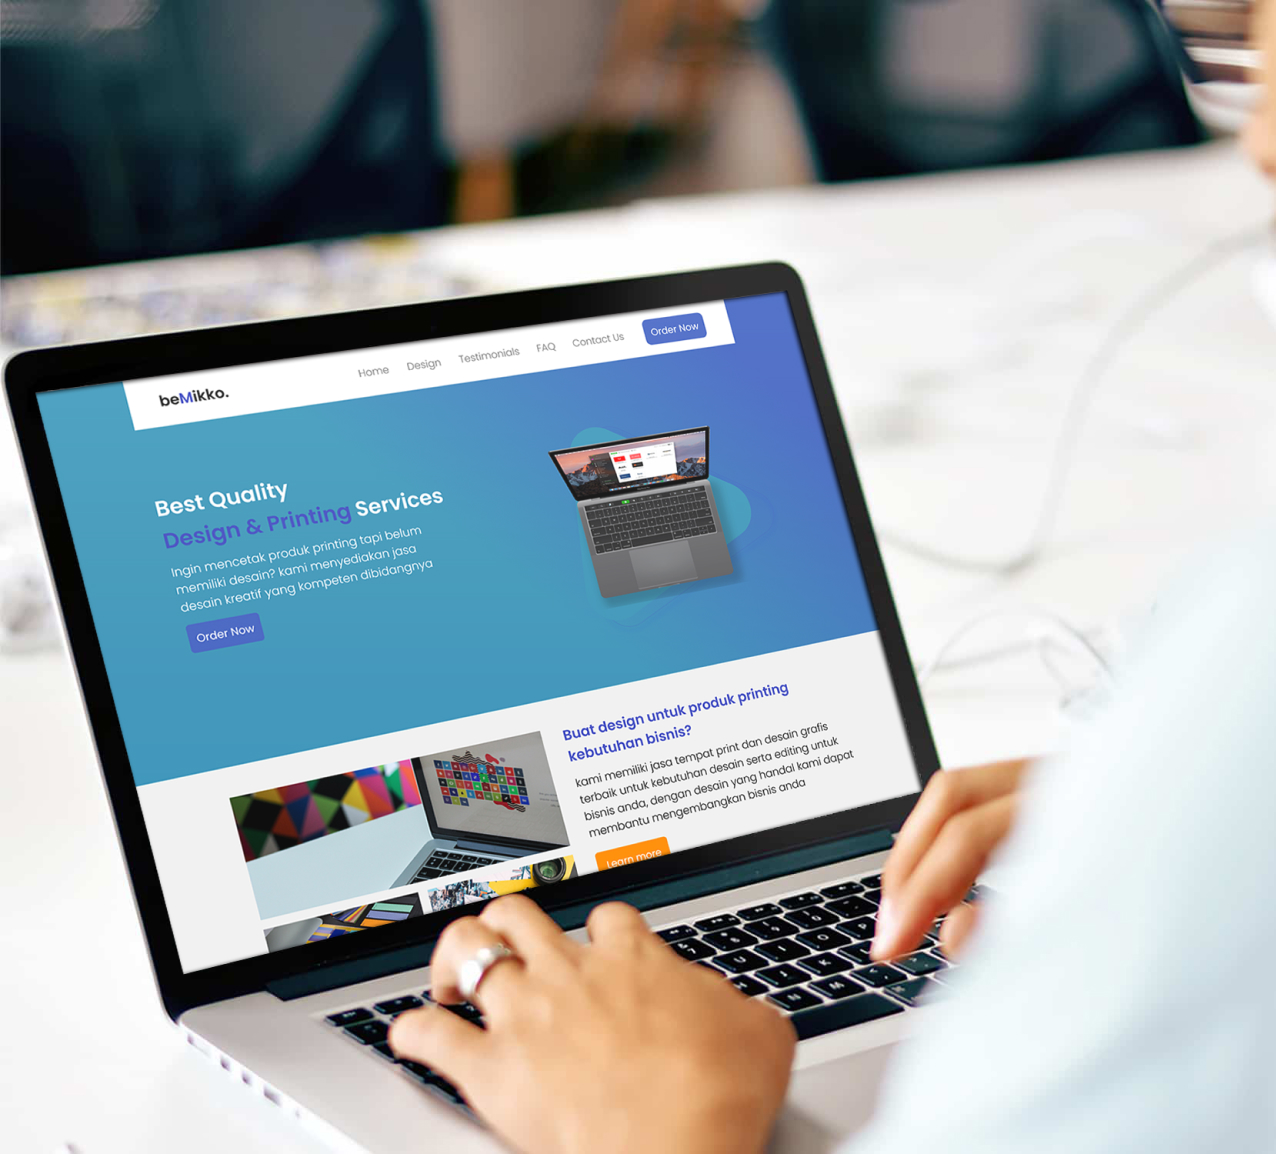 beMikko.
Home Design Testimonials FAQ Contact Us Order Now
Best Quality
Design & Printing Services
Ingin mencetak produk printing tapi belum
memiliki desain? kami menyediakan jasa
desain kreatif yang kompeten dibidangnya
Order Now
Buat design untuk produk printing
kebutuhan bisnis?
kami memiliki jasa tempat print dan desain grafis
terbaik untuk kebutuhan desain serta editing untuk
bisnis anda, dengan desain yang handal kami dapat
membantu mengembangkan bisnis anda
Learn more